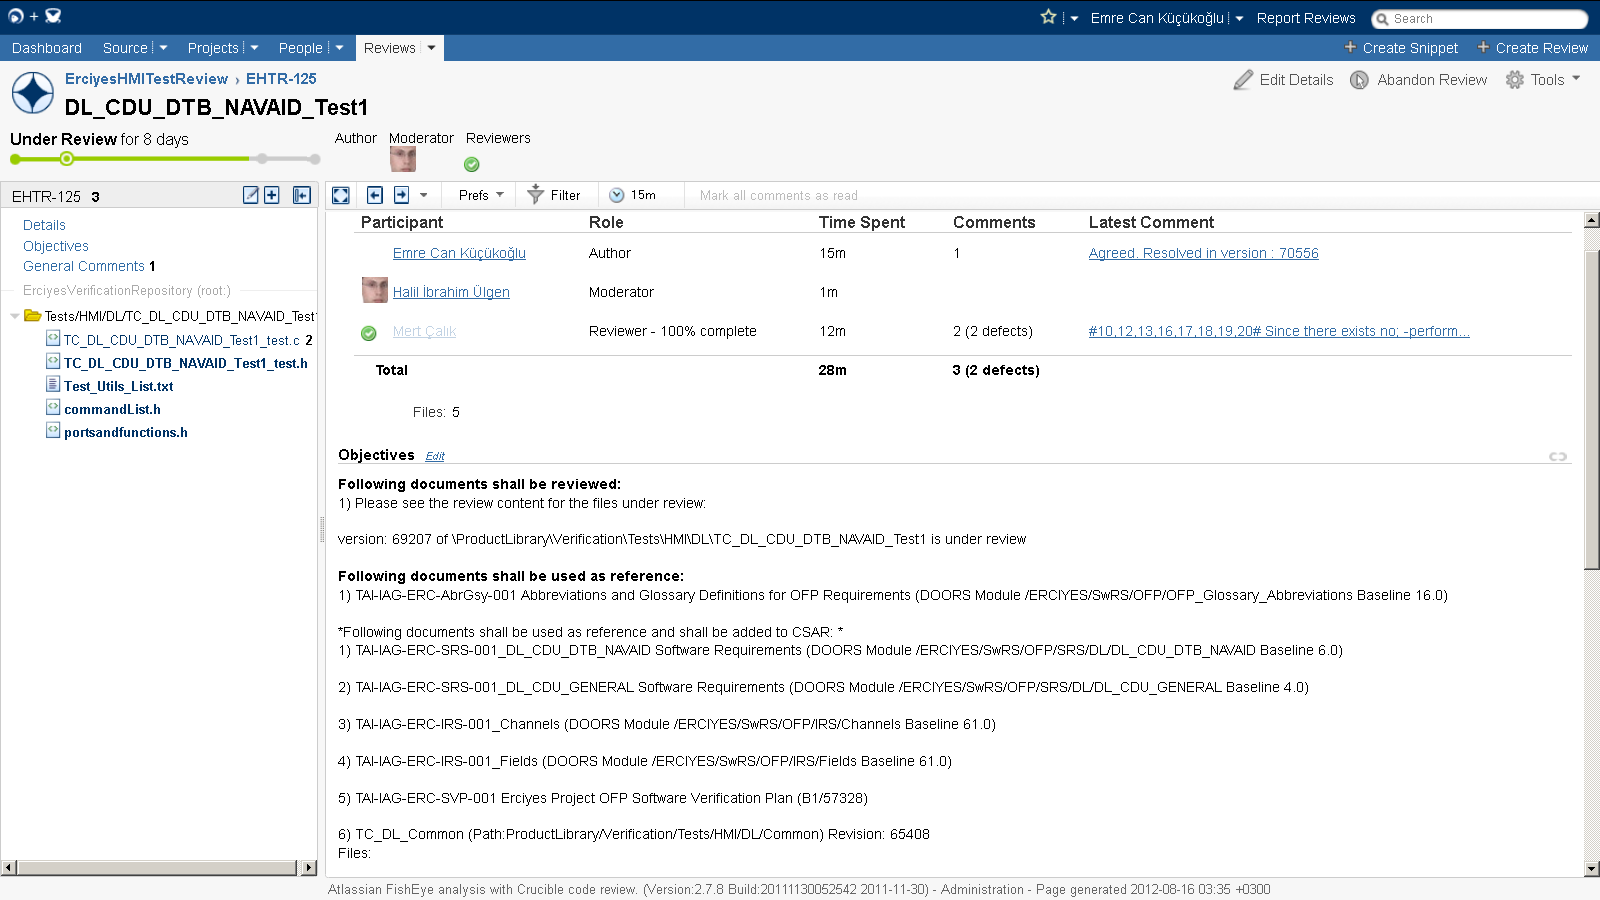 + Emre Can Küçükoğlu Report Reviews Search
Dashboard Source Projects People Reviews + Create Snippet + Create Review
ErciyesHMITestReview › EHTR-125 Edit Details Abandon Review Tools
DL_CDU_DTB_NAVAID_Test1
Under Review for 8 days Author Moderator Reviewers
EHTR-125 3 Prefs Filter 15m Mark all comments as read
Details
Objectives
General Comments 1
ErciyesVerificationRepository (root:)
Tests/HMI/DL/TC_DL_CDU_DTB_NAVAID_Test
TC_DL_CDU_DTB_NAVAID_Test1_test.c 2
TC_DL_CDU_DTB_NAVAID_Test1_test.h
Test_Utils_List.txt
commandList.h
portsandfunctions.h
Participant Role Time Spent Comments Latest Comment
Emre Can Küçükoğlu Author 15m 1 Agreed. Resolved in version : 70556
Halil İbrahim Ülgen Moderator 1m
Mert Çalık Reviewer - 100% complete 12m 2 (2 defects) #10,12,13,16,17,18,19,20# Since there exists no; -perform...
Total 28m 3 (2 defects)
Files: 5
Objectives Edit
Following documents shall be reviewed:
1) Please see the review content for the files under review:
version: 69207 of \ProductLibrary\Verification\Tests\HMI\DL\TC_DL_CDU_DTB_NAVAID_Test1 is under review
Following documents shall be used as reference:
1) TAI-IAG-ERC-AbrGsy-001 Abbreviations and Glossary Definitions for OFP Requirements (DOORS Module /ERCIYES/SwRS/OFP/OFP_Glossary_Abbreviations Baseline 16.0)
*Following documents shall be used as reference and shall be added to CSAR: *
1) TAI-IAG-ERC-SRS-001_DL_CDU_DTB_NAVAID Software Requirements (DOORS Module /ERCIYES/SwRS/OFP/SRS/DL/DL_CDU_DTB_NAVAID Baseline 6.0)
2) TAI-IAG-ERC-SRS-001_DL_CDU_GENERAL Software Requirements (DOORS Module /ERCIYES/SwRS/OFP/SRS/DL/DL_CDU_GENERAL Baseline 4.0)
3) TAI-IAG-ERC-IRS-001_Channels (DOORS Module /ERCIYES/SwRS/OFP/IRS/Channels Baseline 61.0)
4) TAI-IAG-ERC-IRS-001_Fields (DOORS Module /ERCIYES/SwRS/OFP/IRS/Fields Baseline 61.0)
5) TAI-IAG-ERC-SVP-001 Erciyes Project OFP Software Verification Plan (B1/57328)
6) TC_DL_Common (Path:ProductLibrary/Verification/Tests/HMI/DL/Common) Revision: 65408
Files:
Atlassian FishEye analysis with Crucible code review. (Version:2.7.8 Build:20111130052542 2011-11-30) - Administration - Page generated 2012-08-16 03:35 +0300